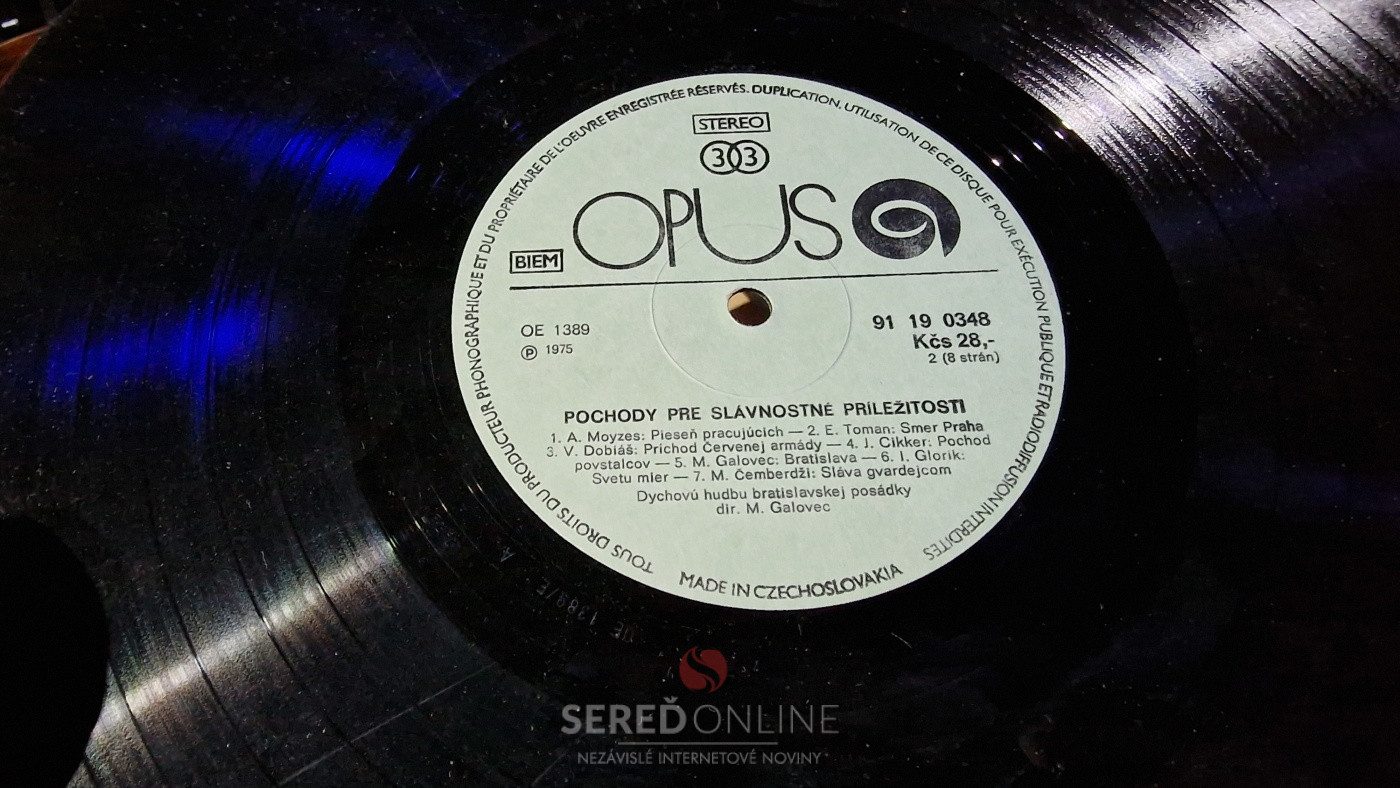 TOUS DROITS DU PRODUCTEUR PHONOGRAPHIQUE ET DU PROPRIÉTAIRE DE L'OEUVRE ENREGISTRÉE RÉSERVÉS. DUPLICATION. UTILISATION DE CE DISQUE POUR EXÉCUTION PUBLIQUE ET RADIODIFFUSION INTERDITES
STEREO
33
OPUS
BIEM
OE 1389
Ⓟ 1975
91 19 0348
Kčs 28,-
2 (8 strán)
POCHODY PRE SLÁVNOSTNÉ PRÍLEŽITOSTI
1. A. Moyzes: Pieseň pracujúcich — 2. E. Toman: Smer Praha
3. V. Dobiáš: Príchod Červenej armády — 4. J. Cikker: Pochod
povstalcov — 5. M. Galovec: Bratislava — 6. I. Glorík:
Svetu mier — 7. M. Čemberdži: Sláva gvardejcom
Dychovú hudbu bratislavskej posádky
dir. M. Galovec
MADE IN CZECHOSLOVAKIA
SEREĎ ONLINE
NEZÁVISLÉ INTERNETOVÉ NOVINY